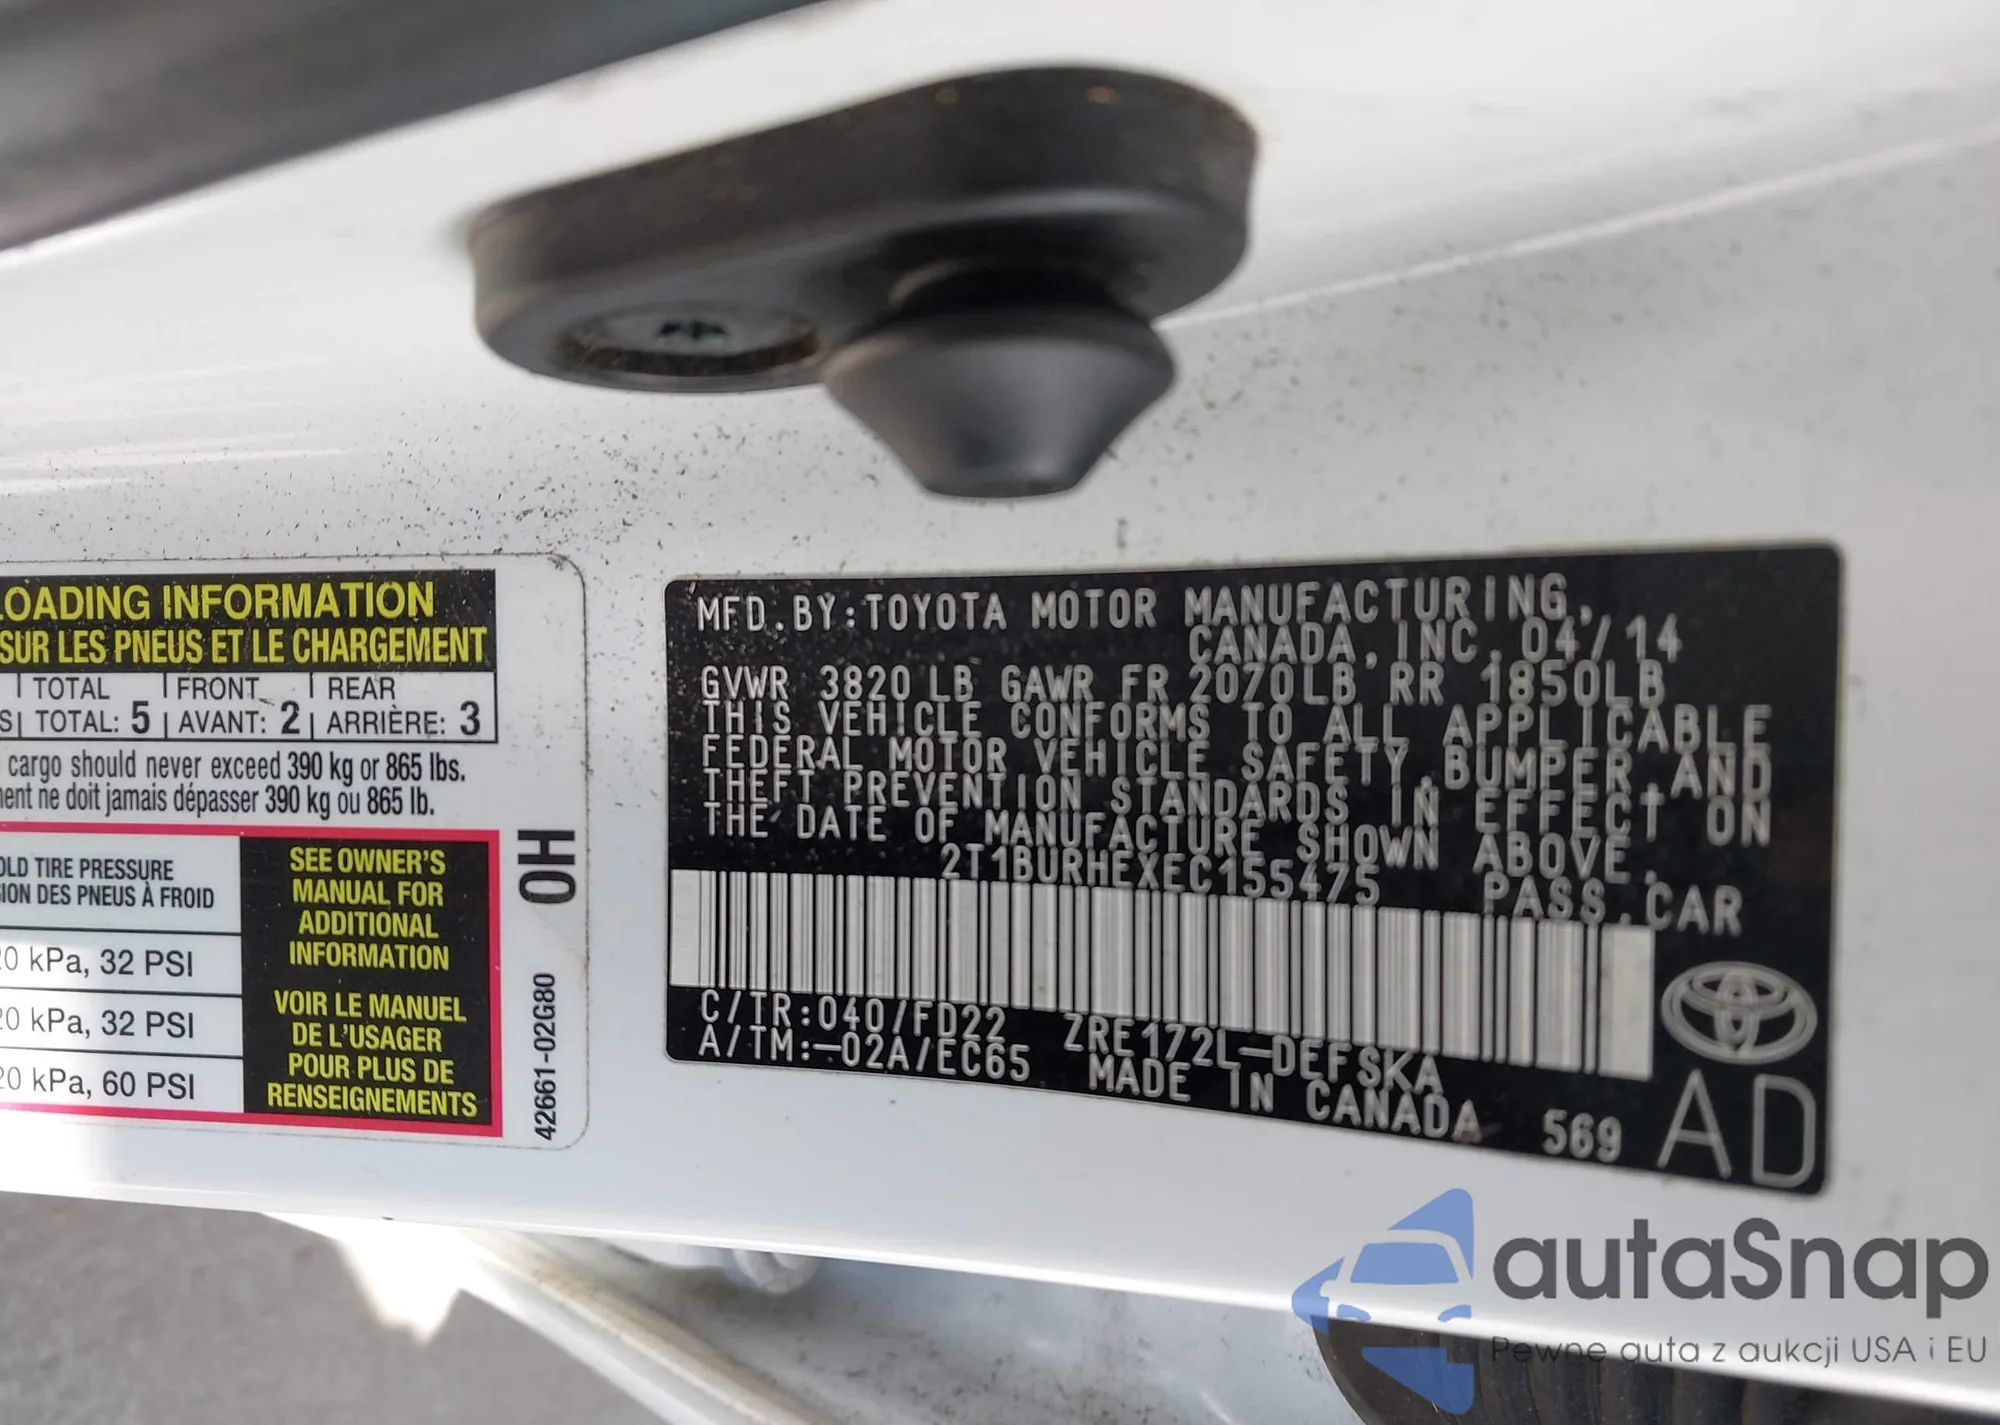 LOADING INFORMATION
SUR LES PNEUS ET LE CHARGEMENT
TOTAL FRONT REAR
TOTAL: 5 AVANT: 2 ARRIÈRE: 3
cargo should never exceed 390 kg or 865 lbs.
ne doit jamais dépasser 390 kg ou 865 lb.
OLD TIRE PRESSURE
ION DES PNEUS À FROID
20 kPa, 32 PSI
20 kPa, 32 PSI
20 kPa, 60 PSI
SEE OWNER'S
MANUAL FOR
ADDITIONAL
INFORMATION
VOIR LE MANUEL
DE L'USAGER
POUR PLUS DE
RENSEIGNEMENTS
0H
42661-02G80
MFD.BY:TOYOTA MOTOR MANUFACTURING,
CANADA,INC.04/14
GVWR 3820 LB GAWR FR 2070LB RR 1850LB
THIS VEHICLE CONFORMS TO ALL APPLICABLE
FEDERAL MOTOR VEHICLE SAFETY,BUMPER AND
THEFT PREVENTION STANDARDS IN EFFECT ON
THE DATE OF MANUFACTURE SHOWN ABOVE.
2T1BURHEXEC155475 PASS.CAR
C/TR:040/FD22 ZRE172L-DEFSKA
A/TM:-02A/EC65 MADE IN CANADA 569
AD
autaSnap
Pewne auta z aukcji USA i EU